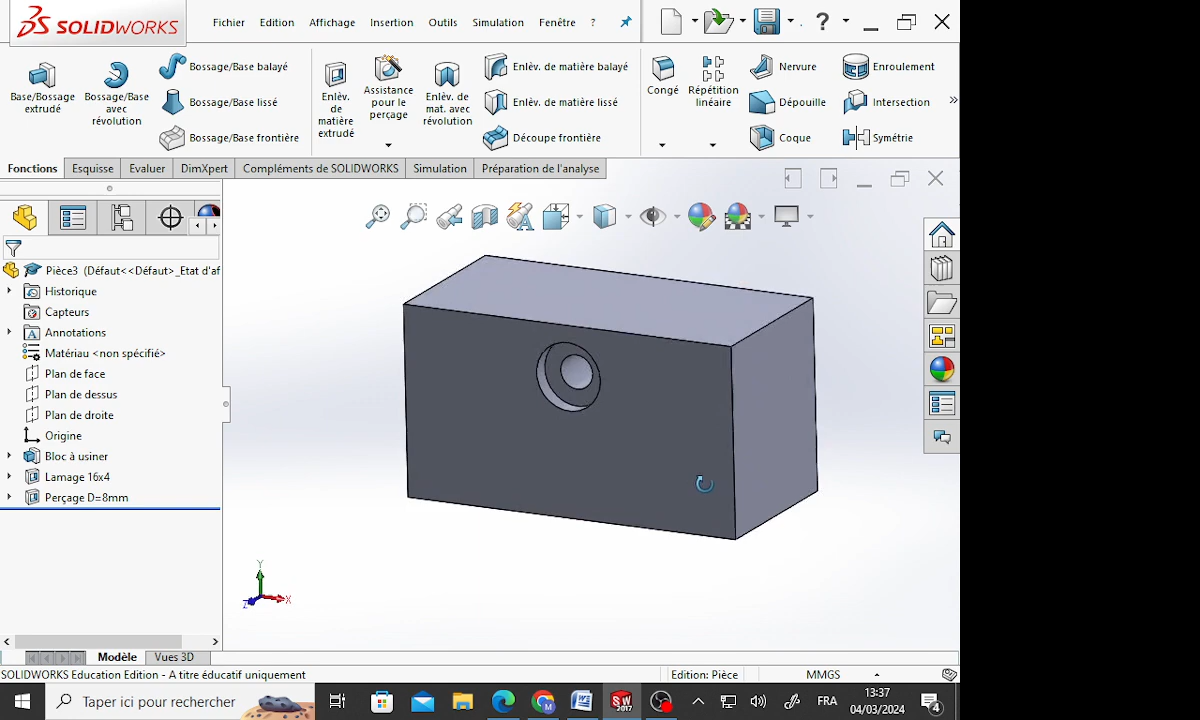 SOLIDWORKS
Fichier Edition Affichage Insertion Outils Simulation Fenêtre ?
Base/Bossage
extrudé
Bossage/Base
avec
révolution
Bossage/Base balayé
Bossage/Base lissé
Bossage/Base frontière
Enlèv.
de
matière
extrudé
Assistance
pour le
perçage
Enlèv. de
mat. avec
révolution
Enlèv. de matière balayé
Enlèv. de matière lissé
Découpe frontière
Congé
Répétition
linéaire
Nervure
Dépouille
Coque
Enroulement
Intersection
Symétrie
Fonctions Esquisse Evaluer DimXpert Compléments de SOLIDWORKS Simulation Préparation de l'analyse
Pièce3 (Défaut<<Défaut>_Etat d'af
Historique
Capteurs
Annotations
Matériau <non spécifié>
Plan de face
Plan de dessus
Plan de droite
Origine
Bloc à usiner
Lamage 16x4
Perçage D=8mm
Y
X
Z
Modèle Vues 3D
SOLIDWORKS Education Edition - A titre éducatif uniquement Edition: Pièce MMGS
Taper ici pour rechercher
FRA
13:37
04/03/2024
4